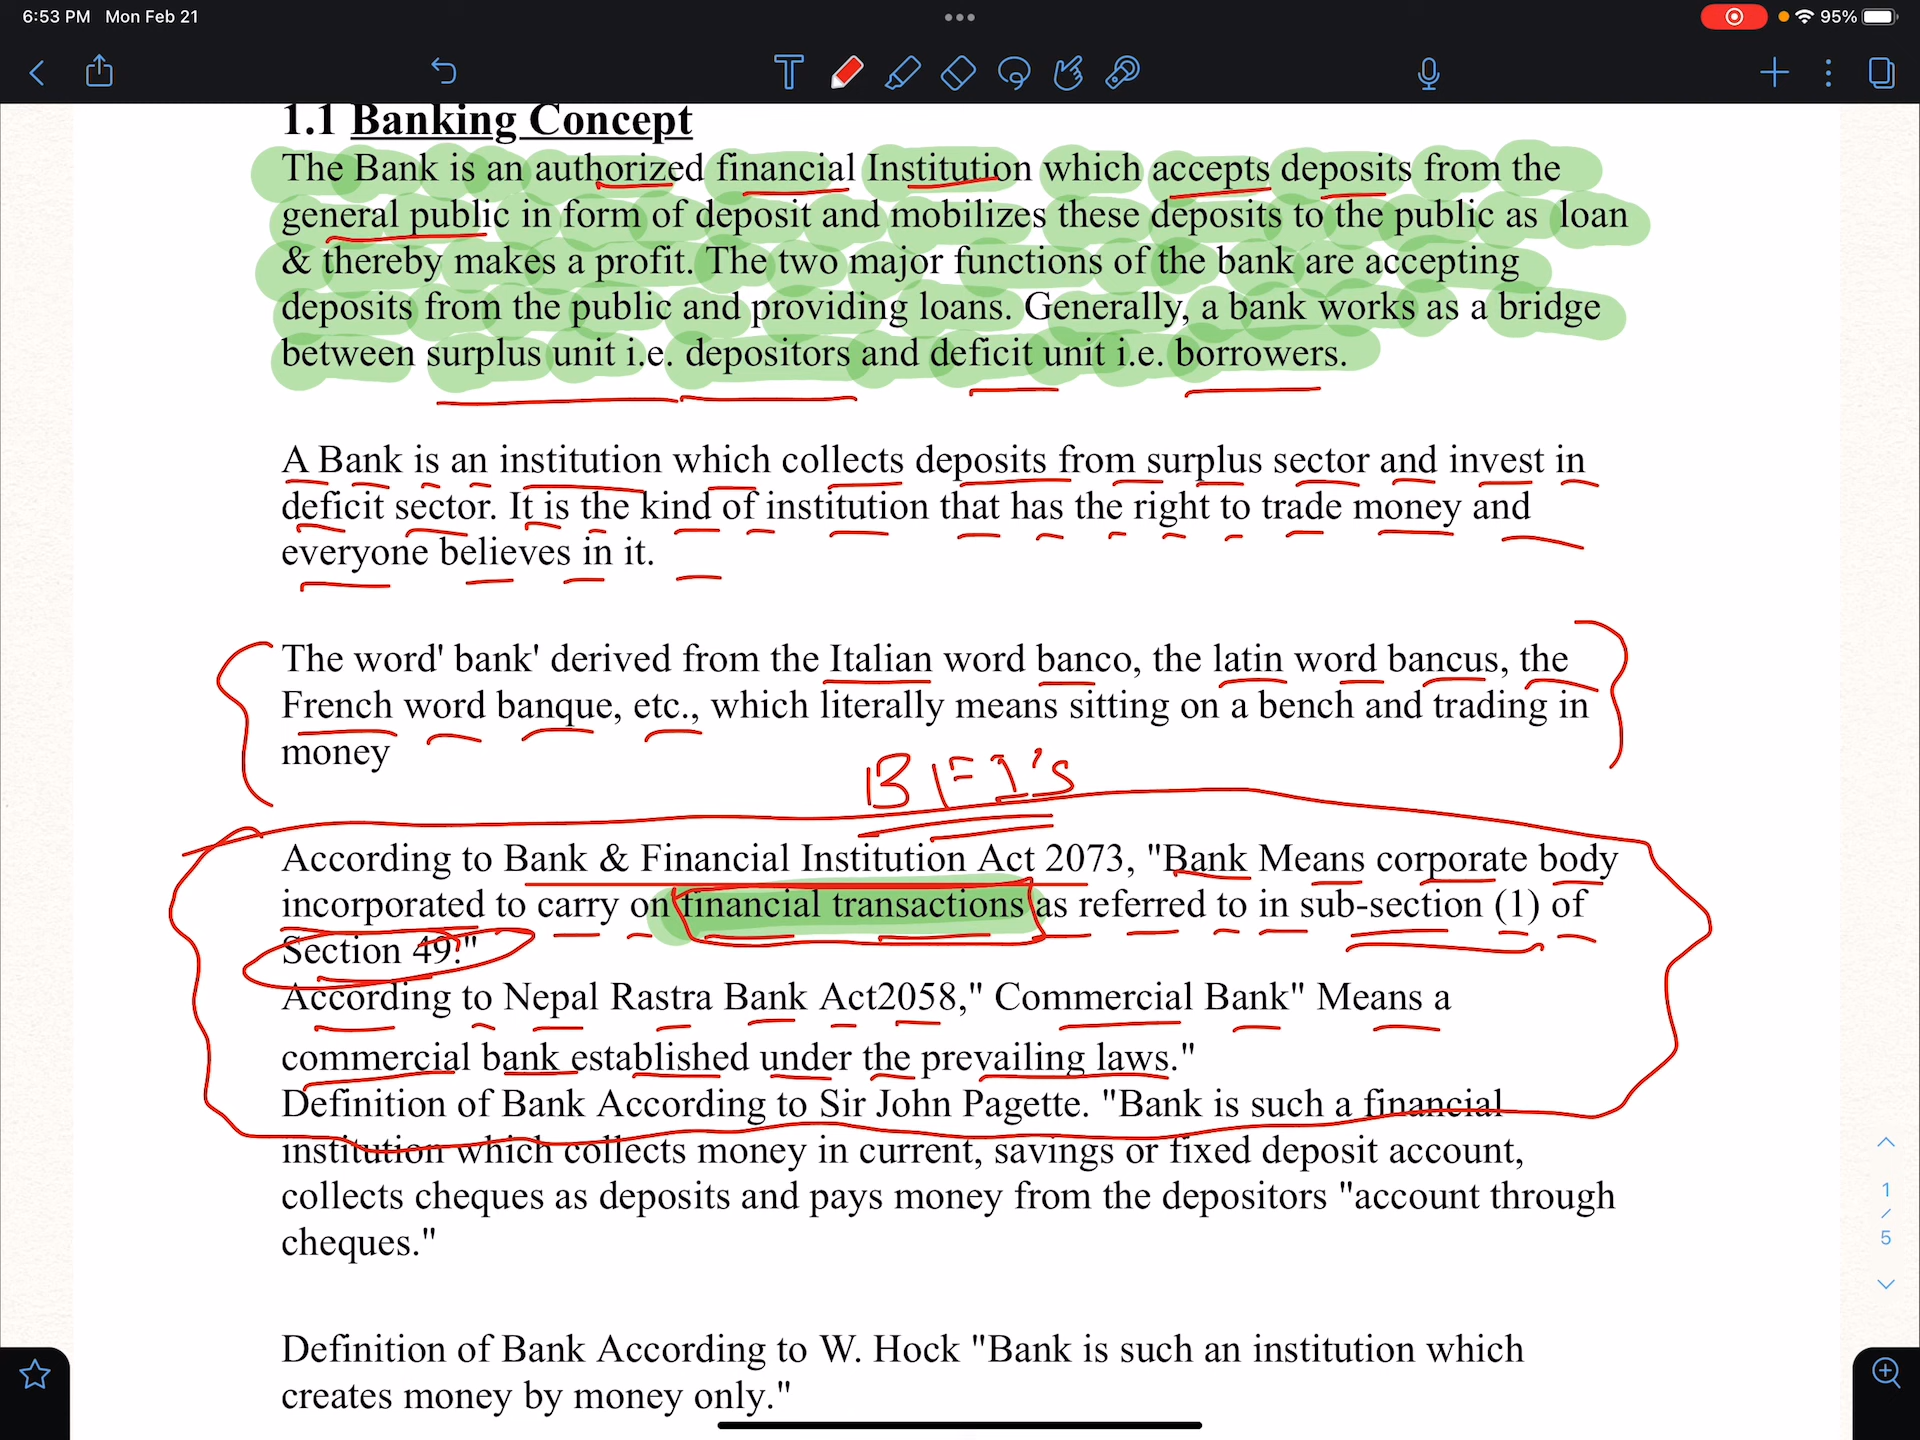 6:53 PM Mon Feb 21
95%
1.1 Banking Concept
The Bank is an authorized financial Institution which accepts deposits from the
general public in form of deposit and mobilizes these deposits to the public as loan
& thereby makes a profit. The two major functions of the bank are accepting
deposits from the public and providing loans. Generally, a bank works as a bridge
between surplus unit i.e. depositors and deficit unit i.e. borrowers.
A Bank is an institution which collects deposits from surplus sector and invest in
deficit sector. It is the kind of institution that has the right to trade money and
everyone believes in it.
The word' bank' derived from the Italian word banco, the latin word bancus, the
French word banque, etc., which literally means sitting on a bench and trading in
money
BFI's
According to Bank & Financial Institution Act 2073, "Bank Means corporate body
incorporated to carry on financial transactions as referred to in sub-section (1) of
Section 49."
According to Nepal Rastra Bank Act2058," Commercial Bank" Means a
commercial bank established under the prevailing laws."
Definition of Bank According to Sir John Pagette. "Bank is such a financial
institution which collects money in current, savings or fixed deposit account,
collects cheques as deposits and pays money from the depositors "account through
cheques."
1
/
5
Definition of Bank According to W. Hock "Bank is such an institution which
creates money by money only."